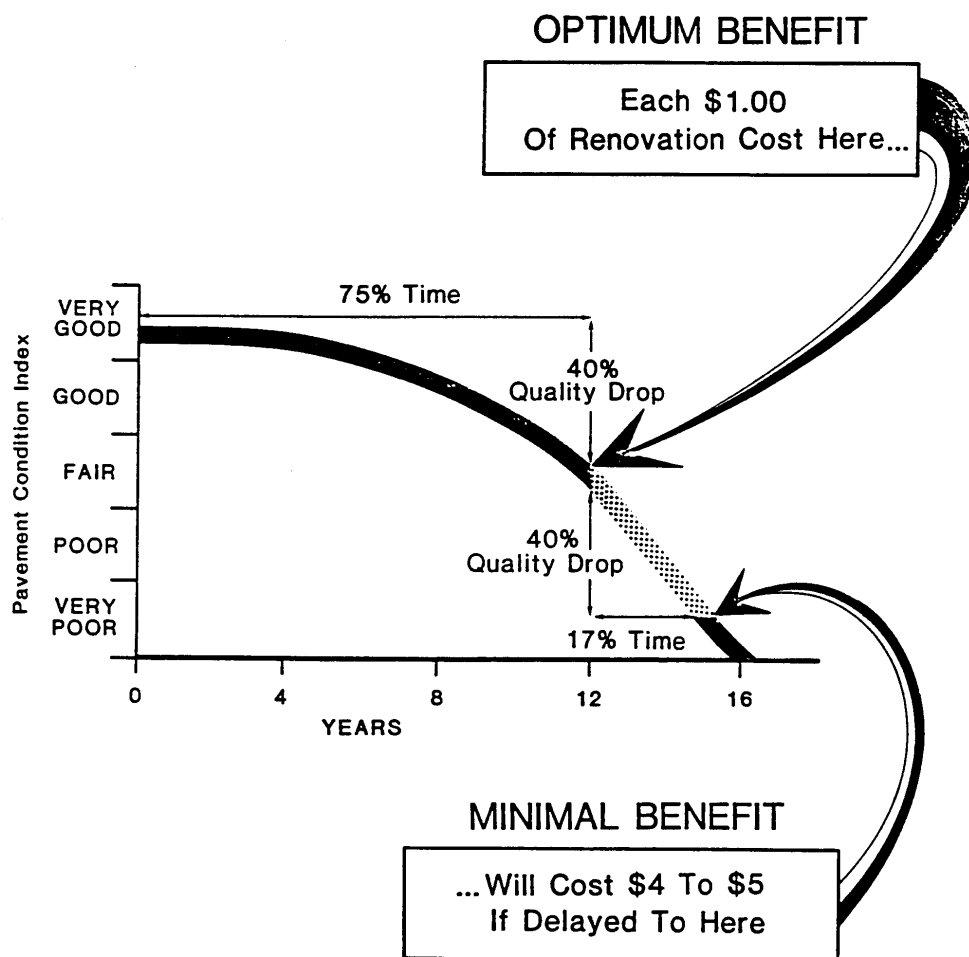 OPTIMUM BENEFIT
Each $1.00
Of Renovation Cost Here...
75% Time
40%
Quality Drop
Pavement Condition Index
VERY
GOOD
GOOD
FAIR
POOR
VERY
POOR
40%
Quality Drop
17% Time
0
4
8
12
16
YEARS
MINIMAL BENEFIT
...Will Cost $4 To $5
If Delayed To Here